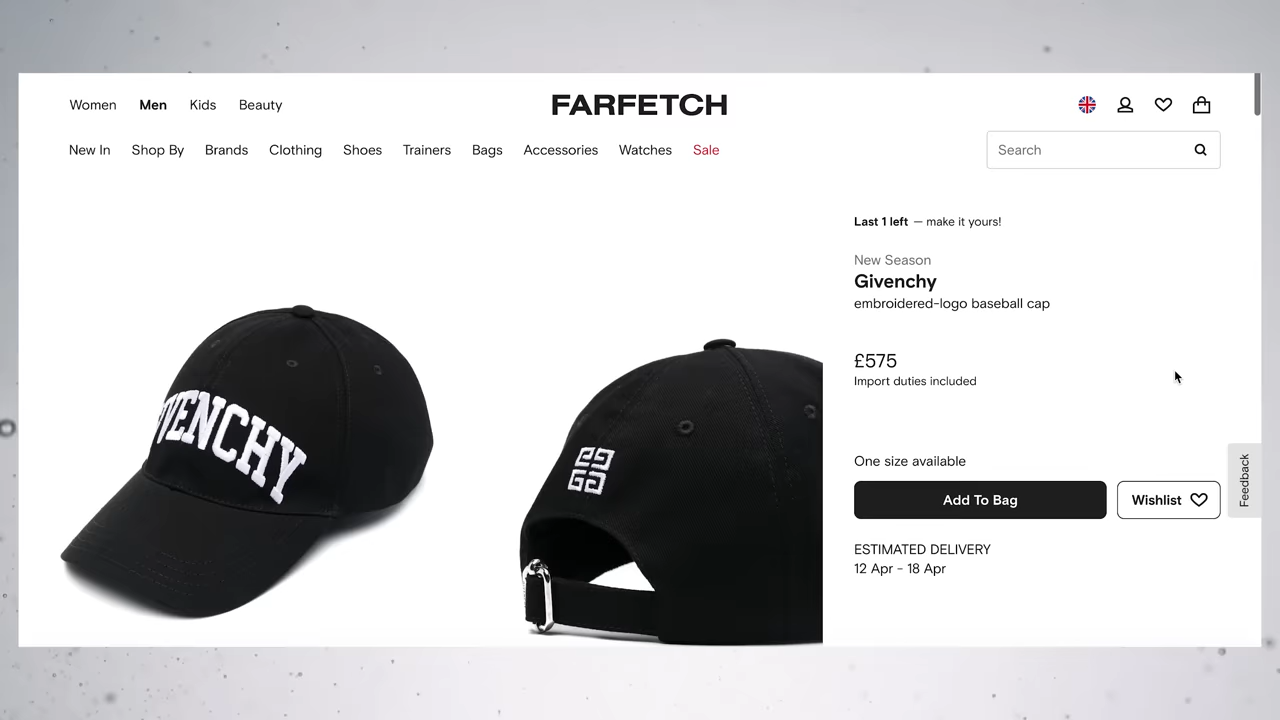 Women Men Kids Beauty
FARFETCH
New In Shop By Brands Clothing Shoes Trainers Bags Accessories Watches Sale
Search
Last 1 left — make it yours!
New Season
Givenchy
embroidered-logo baseball cap
£575
Import duties included
One size available
Add To Bag
Wishlist
ESTIMATED DELIVERY
12 Apr - 18 Apr
Feedback
IVENCHY